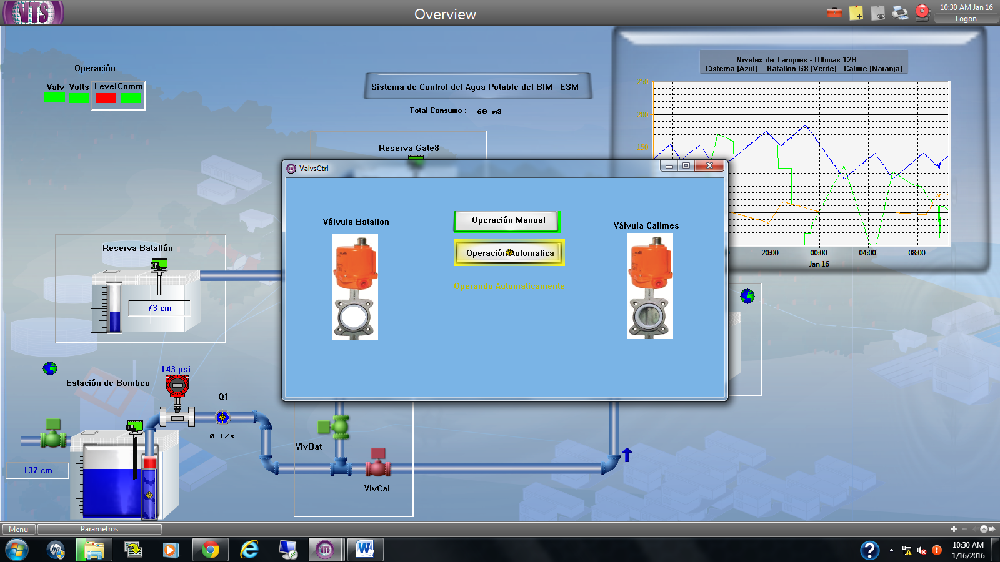 VTS
Overview
10:30 AM Jan 16
Logon
Operación
Valv Volts Level Comm
Sistema de Control del Agua Potable del BIM - ESM
Total Consumo : 60 m3
Niveles de Tanques - Ultimas 12H
Cisterna (Azul) - Batallon G8 (Verde) - Calime (Naranja)
250
200
150
20:00 00:00 04:00 08:00
Jan 16
Reserva Gate8
ValvsCtrl
Válvula Batallon
Operación Manual
Válvula Calimes
Operación Automatica
Operando Automaticamente
Reserva Batallón
73 cm
143 psi
Estación de Bombeo
Q1
0 l/s
137 cm
VlvBat
VlvCal
Menu
Parametros
10:30 AM
1/16/2016